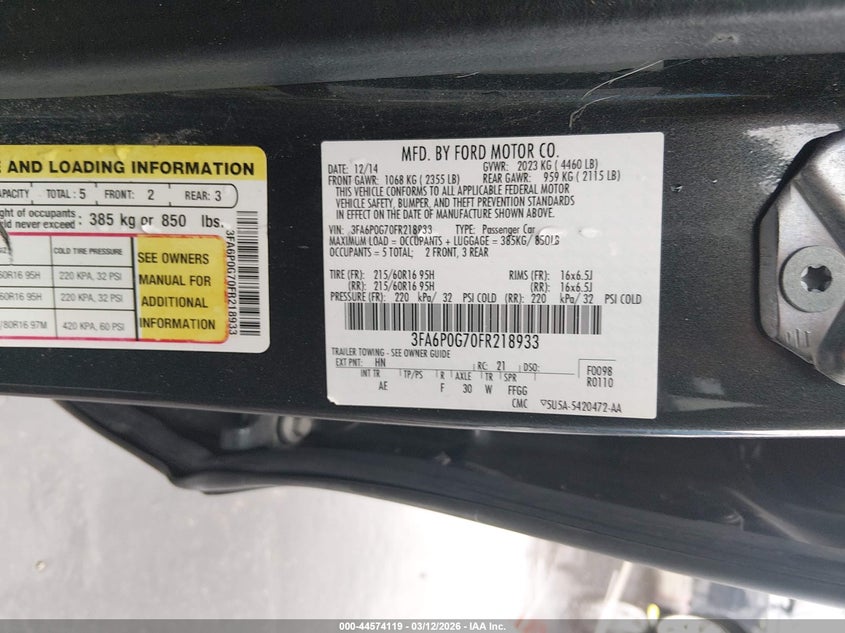 E AND LOADING INFORMATION
CAPACITY TOTAL: 5 FRONT: 2 REAR: 3
ght of occupants
ld never exceed: 385 kg or 850 lbs.
COLD TIRE PRESSURE
60R16 95H 220 KPA, 32 PSI
60R16 95H 220 KPA, 32 PSI
/80R16 97M 420 KPA, 60 PSI
SEE OWNERS
MANUAL FOR
ADDITIONAL
INFORMATION
3FA6P0G70FR218933
MFD. BY FORD MOTOR CO.
DATE: 12/14 GVWR: 2023 KG ( 4460 LB)
FRONT GAWR: 1068 KG ( 2355 LB) REAR GAWR: 959 KG ( 2115 LB)
THIS VEHICLE CONFORMS TO ALL APPLICABLE FEDERAL MOTOR
VEHICLE SAFETY, BUMPER, AND THEFT PREVENTION STANDARDS
IN EFFECT ON THE DATE OF MANUFACTURE SHOWN ABOVE.
VIN: 3FA6P0G70FR218933 TYPE: Passenger Car
MAXIMUM LOAD = OCCUPANTS + LUGGAGE = 385KG/ 850LB
OCCUPANTS = 5 TOTAL; 2 FRONT, 3 REAR
TIRE (FR): 215/60R16 95H RIMS (FR): 16x6.5J
(RR): 215/60R16 95H (RR): 16x6.5J
PRESSURE (FR): 220 kPa/ 32 PSI COLD (RR): 220 kPa/ 32 PSI COLD
3FA6P0G70FR218933
TRAILER TOWING - SEE OWNER GUIDE
EXT PNT: HN RC: 21 DSO: F0098
INT TR TP/PS R AXLE TR SPR R0110
AE F 30 W FFGG
CMC SU5A-5420472-AA
000-44574119 - 03/12/2026 - IAA Inc.